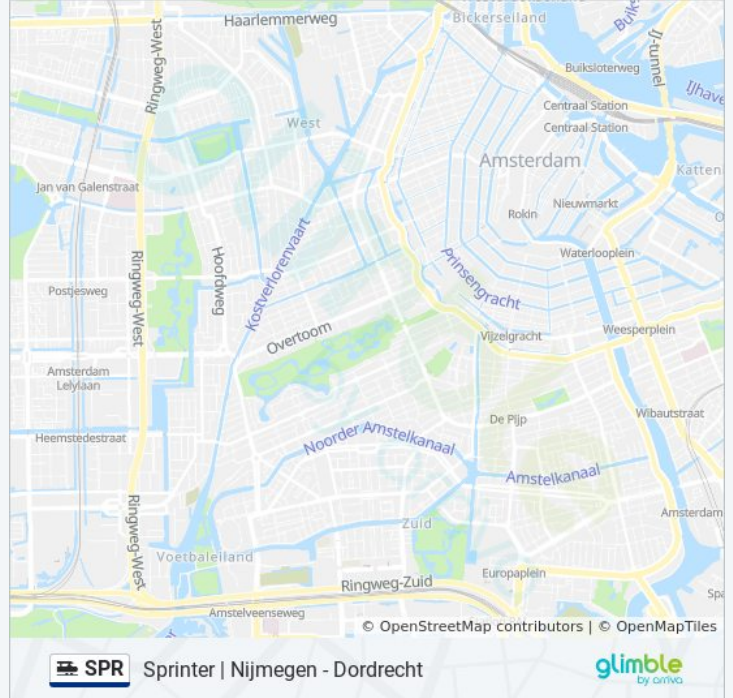 Haarlemmerweg
Bickerseiland
Ringweg-West
IJ-tunnel
Buiksloterweg
Centraal Station
West
Centraal Station
Amsterdam
Katten
Jan van Galenstraat
Nieuwmarkt
Rokin
Kostverlorenvaart
Waterlooplein
Hoofdweg
Ringweg-West
Prinsengracht
Postjesweg
Overtoom
Vijzelgracht
Weesperplein
Amsterdam
Lelylaan
Wibautstraat
De Pijp
Heemstedestraat
Noorder Amstelkanaal
Amstelkanaal
Ringweg-West
Amsterdam
Zuid
Voetbaleiland
Europaplein
Ringweg-Zuid
Spa
Amstelveenseweg
© OpenStreetMap contributors | © OpenMapTiles
SPR Sprinter | Nijmegen - Dordrecht
glimble
by arriva